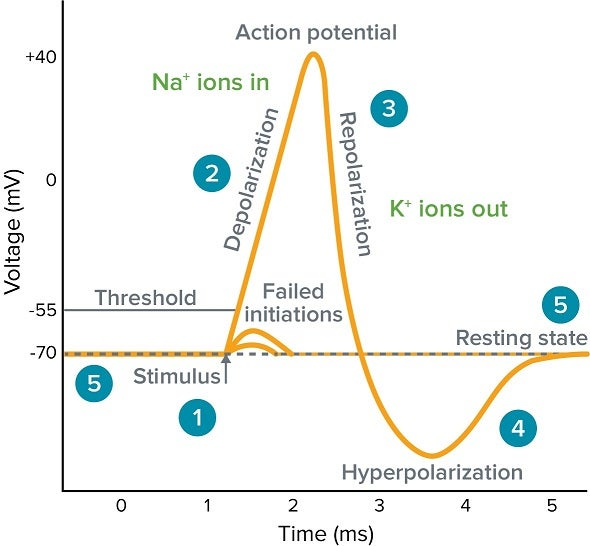 Action potential
+40
Na⁺ ions in
3
2
Depolarization
Repolarization
0
K⁺ ions out
Voltage (mV)
Threshold
Failed
initiations
5
-55
Resting state
-70
5
Stimulus
1
4
Hyperpolarization
0 1 2 3 4 5
Time (ms)